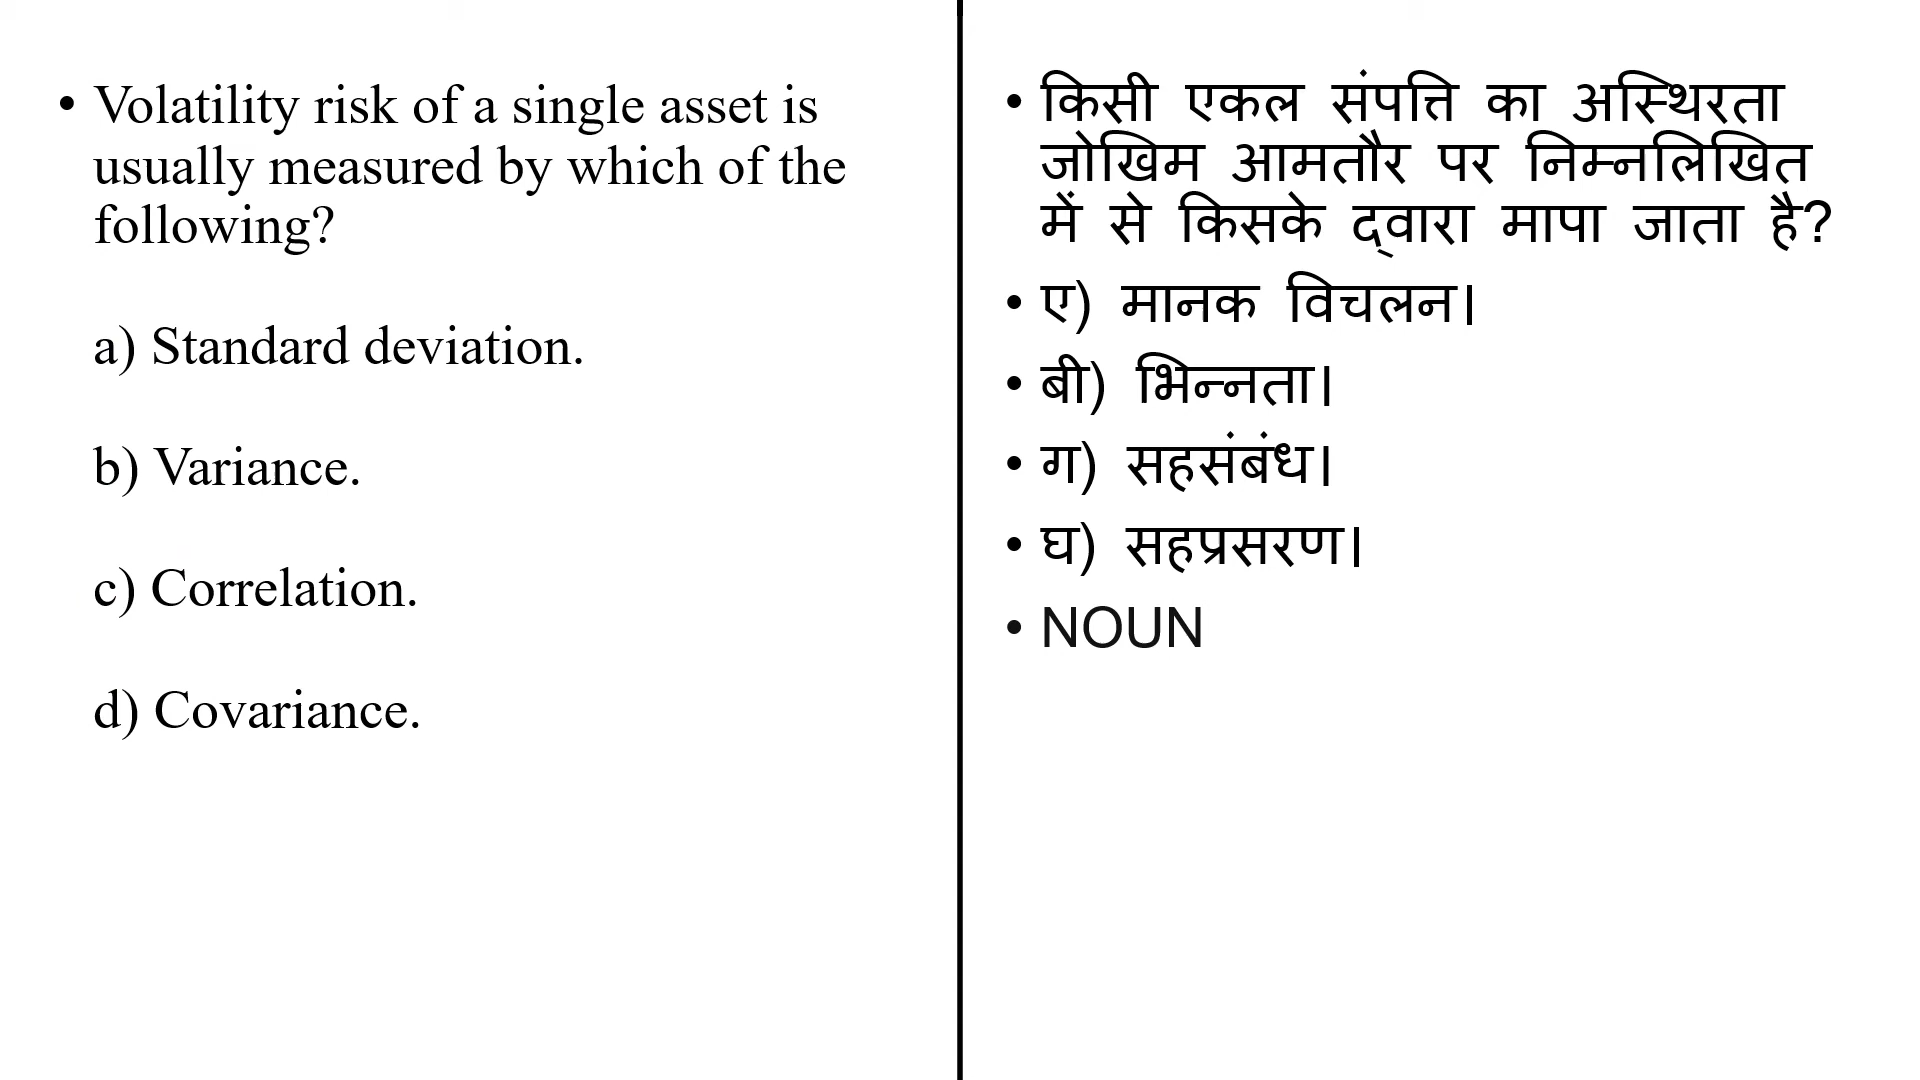 • Volatility risk of a single asset is
usually measured by which of the
following?
a) Standard deviation.
b) Variance.
c) Correlation.
d) Covariance.
• किसी एकल संपत्ति का अस्थिरता
जोखिम आमतौर पर निम्नलिखित
में से किसके द्वारा मापा जाता है?
• ए) मानक विचलन।
• बी) भिन्नता।
• ग) सहसंबंध।
• घ) सहप्रसरण।
• NOUN